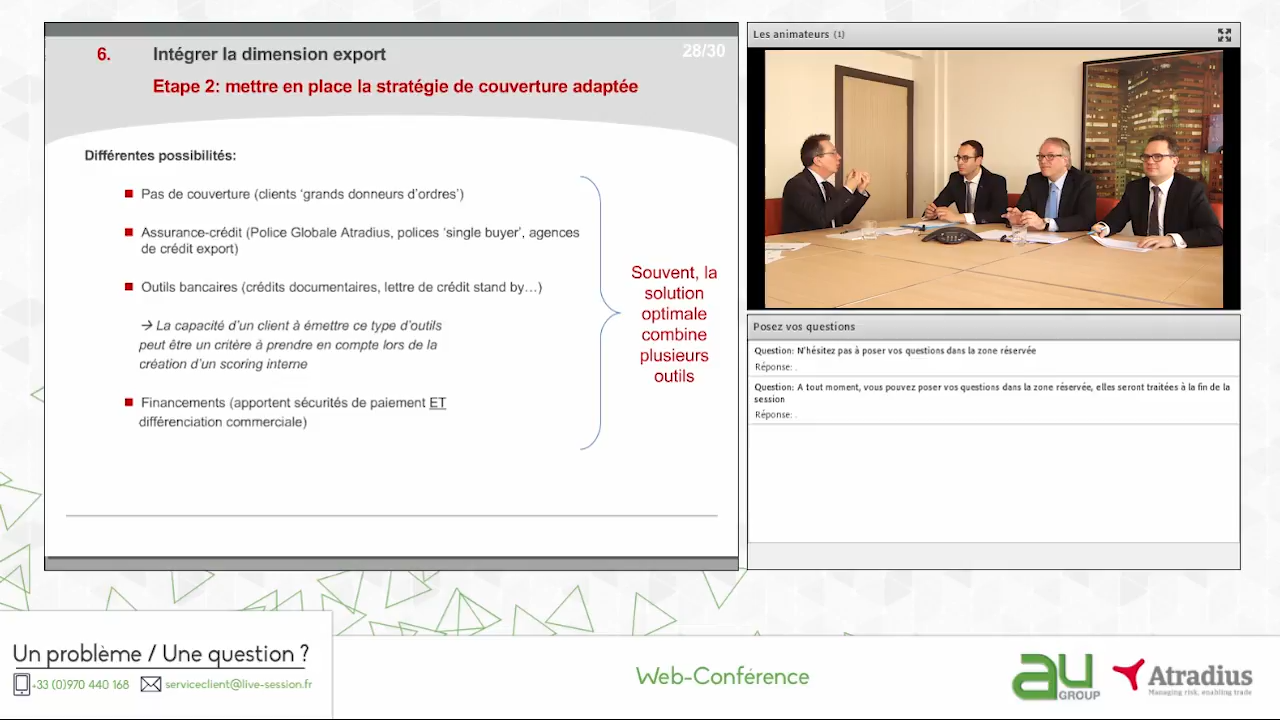 6. Intégrer la dimension export
28/30
Etape 2: mettre en place la stratégie de couverture adaptée
Différentes possibilités:
Pas de couverture (clients ‘grands donneurs d’ordres’)
Assurance-crédit (Police Globale Atradius, polices ‘single buyer’, agences
de crédit export)
Outils bancaires (crédits documentaires, lettre de crédit stand by…)
→ La capacité d’un client à émettre ce type d’outils
peut être un critère à prendre en compte lors de la
création d’un scoring interne
Financements (apportent sécurités de paiement ET
différenciation commerciale)
Souvent, la
solution
optimale
combine
plusieurs
outils
Les animateurs (1)
Posez vos questions
Question: N'hésitez pas à poser vos questions dans la zone réservée
Réponse: .
Question: A tout moment, vous pouvez poser vos questions dans la zone réservée, elles seront traitées à la fin de la
session
Réponse: .
Un problème / Une question ?
+33 (0)970 440 168 serviceclient@live-session.fr
Web-Conférence
au
GROUP
Atradius
Managing risk, enabling trade